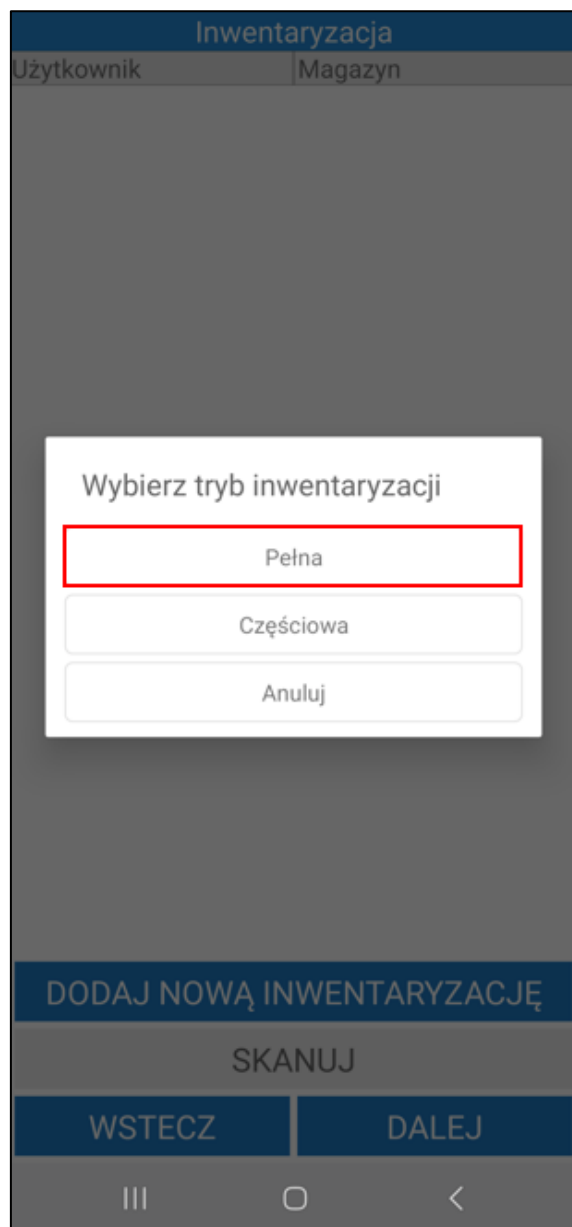 Inwentaryzacja
Użytkownik Magazyn
Wybierz tryb inwentaryzacji
Pełna
Częściowa
Anuluj
DODAJ NOWĄ INWENTARYZACJĘ
SKANUJ
WSTECZ DALEJ